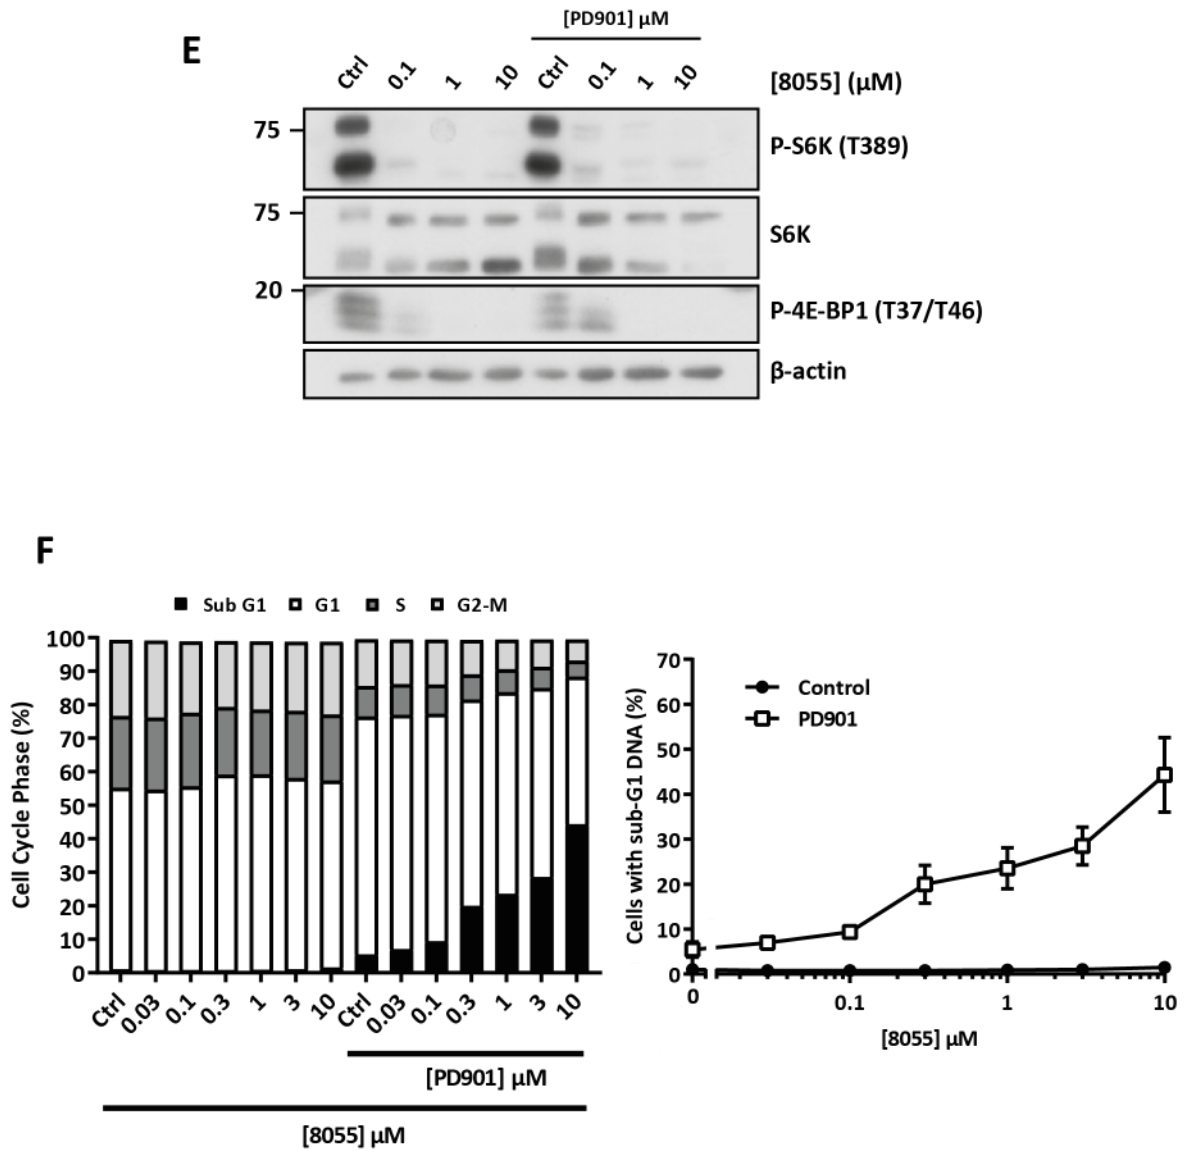 E
[PD901] µM
Ctrl 0.1 1 10 Ctrl 0.1 1 10 [8055] (µM)
75
P-S6K (T389)
75
S6K
20
P-4E-BP1 (T37/T46)
β-actin
F
Sub G1 G1 S G2-M
Cell Cycle Phase (%)
100
90
80
70
60
50
40
30
20
10
0
Ctrl 0.03 0.1 0.3 1 3 10 Ctrl 0.03 0.1 0.3 1 3 10
[PD901] µM
[8055] µM
Cells with sub-G1 DNA (%)
70
60
50
40
30
20
10
0
Control
PD901
0 0.1 1 10
[8055] µM